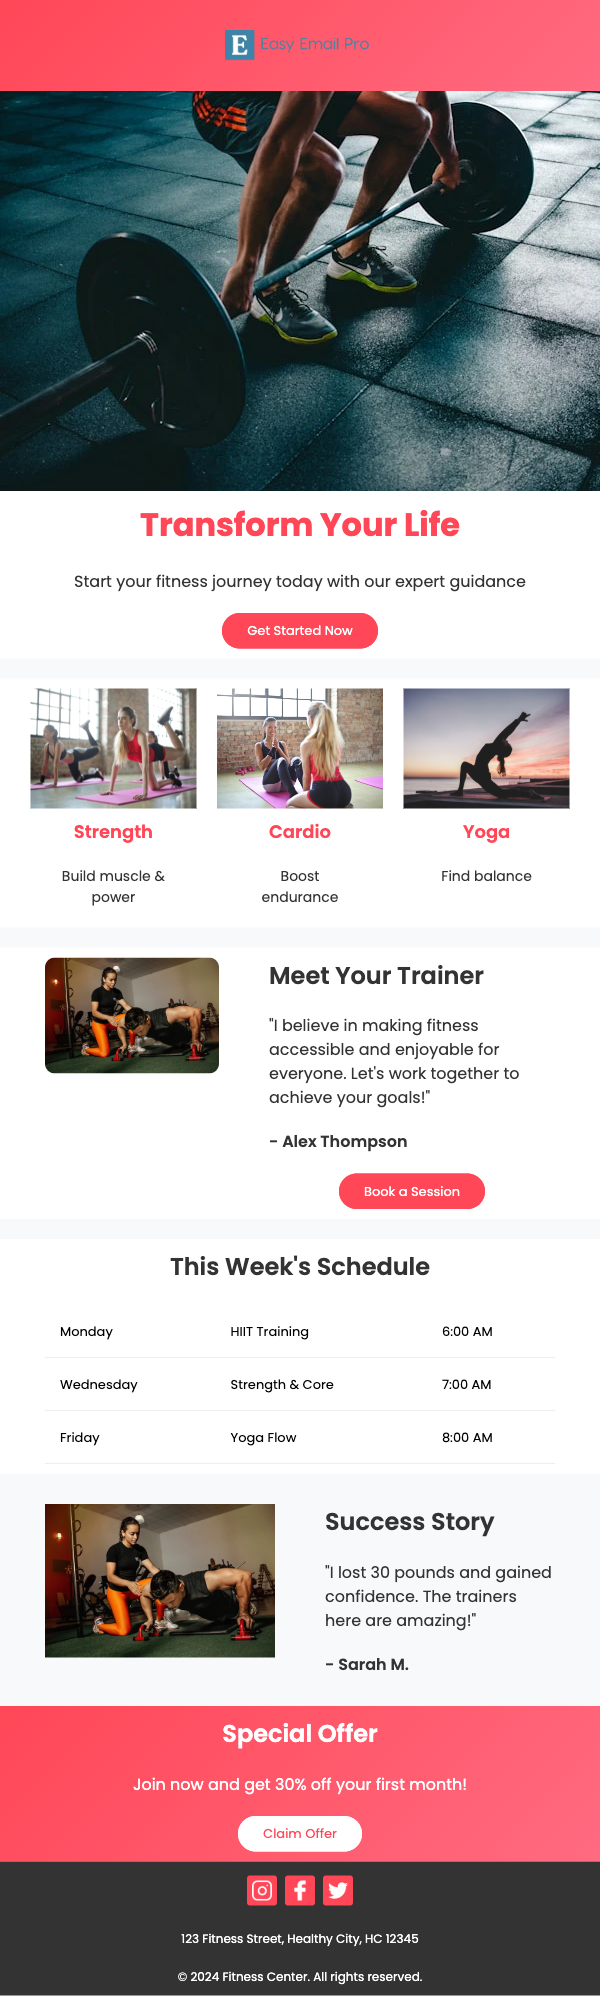 E Easy Email Pro
Transform Your Life
Start your fitness journey today with our expert guidance
Get Started Now
Strength
Build muscle &
power
Cardio
Boost
endurance
Yoga
Find balance
Meet Your Trainer
"I believe in making fitness
accessible and enjoyable for
everyone. Let's work together to
achieve your goals!"
- Alex Thompson
Book a Session
This Week's Schedule
Monday HIIT Training 6:00 AM
Wednesday Strength & Core 7:00 AM
Friday Yoga Flow 8:00 AM
Success Story
"I lost 30 pounds and gained
confidence. The trainers
here are amazing!"
- Sarah M.
Special Offer
Join now and get 30% off your first month!
Claim Offer
123 Fitness Street, Healthy City, HC 12345
© 2024 Fitness Center. All rights reserved.